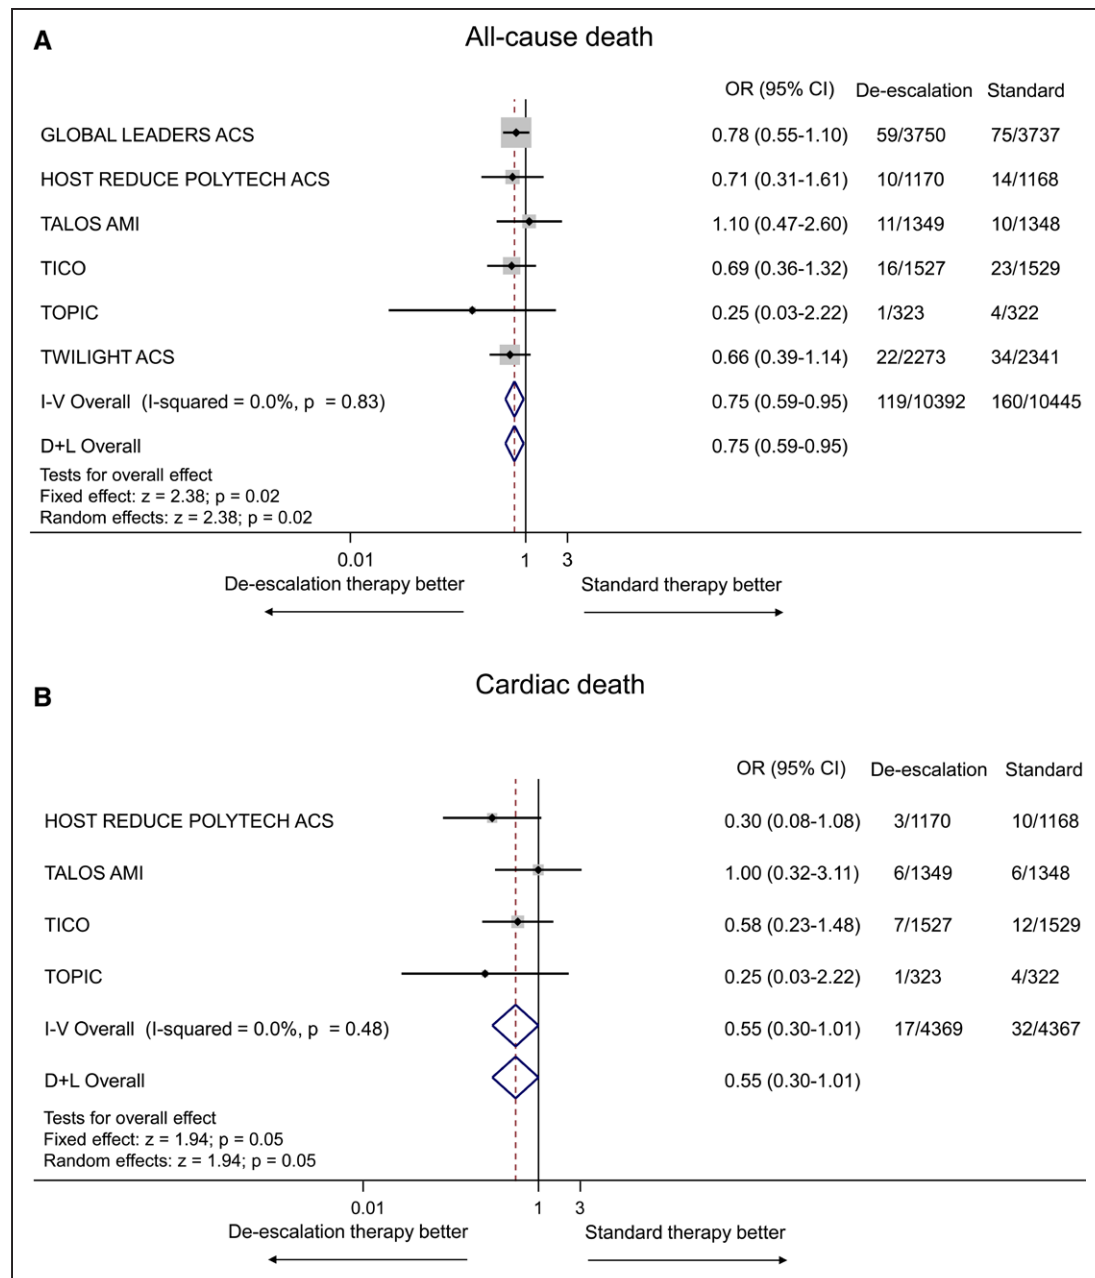 A
All-cause death
OR (95% CI) De-escalation Standard
GLOBAL LEADERS ACS 0.78 (0.55-1.10) 59/3750 75/3737
HOST REDUCE POLYTECH ACS 0.71 (0.31-1.61) 10/1170 14/1168
TALOS AMI 1.10 (0.47-2.60) 11/1349 10/1348
TICO 0.69 (0.36-1.32) 16/1527 23/1529
TOPIC 0.25 (0.03-2.22) 1/323 4/322
TWILIGHT ACS 0.66 (0.39-1.14) 22/2273 34/2341
I-V Overall (I-squared = 0.0%, p = 0.83) 0.75 (0.59-0.95) 119/10392 160/10445
D+L Overall 0.75 (0.59-0.95)
Tests for overall effect
Fixed effect: z = 2.38; p = 0.02
Random effects: z = 2.38; p = 0.02
0.01 1 3
De-escalation therapy better Standard therapy better
B
Cardiac death
OR (95% CI) De-escalation Standard
HOST REDUCE POLYTECH ACS 0.30 (0.08-1.08) 3/1170 10/1168
TALOS AMI 1.00 (0.32-3.11) 6/1349 6/1348
TICO 0.58 (0.23-1.48) 7/1527 12/1529
TOPIC 0.25 (0.03-2.22) 1/323 4/322
I-V Overall (I-squared = 0.0%, p = 0.48) 0.55 (0.30-1.01) 17/4369 32/4367
D+L Overall 0.55 (0.30-1.01)
Tests for overall effect
Fixed effect: z = 1.94; p = 0.05
Random effects: z = 1.94; p = 0.05
0.01 1 3
De-escalation therapy better Standard therapy better